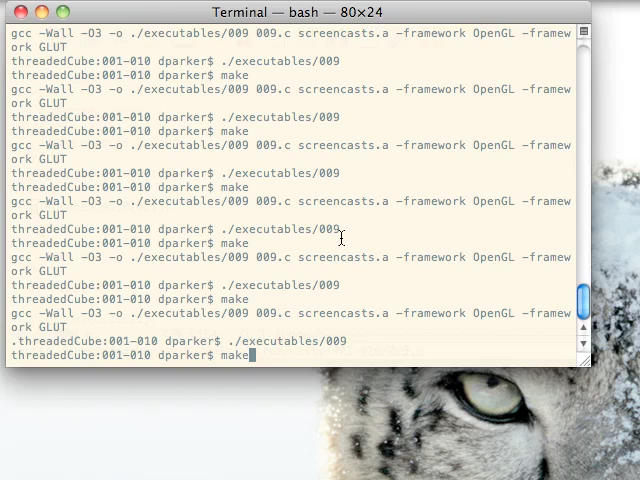 Terminal — bash — 80×24
gcc -Wall -O3 -o ./executables/009 009.c screencasts.a -framework OpenGL -framew
ork GLUT
threadedCube:001-010 dparker$ ./executables/009
threadedCube:001-010 dparker$ make
gcc -Wall -O3 -o ./executables/009 009.c screencasts.a -framework OpenGL -framew
ork GLUT
threadedCube:001-010 dparker$ ./executables/009
threadedCube:001-010 dparker$ make
gcc -Wall -O3 -o ./executables/009 009.c screencasts.a -framework OpenGL -framew
ork GLUT
threadedCube:001-010 dparker$ ./executables/009
threadedCube:001-010 dparker$ make
gcc -Wall -O3 -o ./executables/009 009.c screencasts.a -framework OpenGL -framew
ork GLUT
threadedCube:001-010 dparker$ ./executables/009
threadedCube:001-010 dparker$ make
gcc -Wall -O3 -o ./executables/009 009.c screencasts.a -framework OpenGL -framew
ork GLUT
threadedCube:001-010 dparker$ ./executables/009
threadedCube:001-010 dparker$ make
gcc -Wall -O3 -o ./executables/009 009.c screencasts.a -framework OpenGL -framew
ork GLUT
.threadedCube:001-010 dparker$ ./executables/009
threadedCube:001-010 dparker$ make